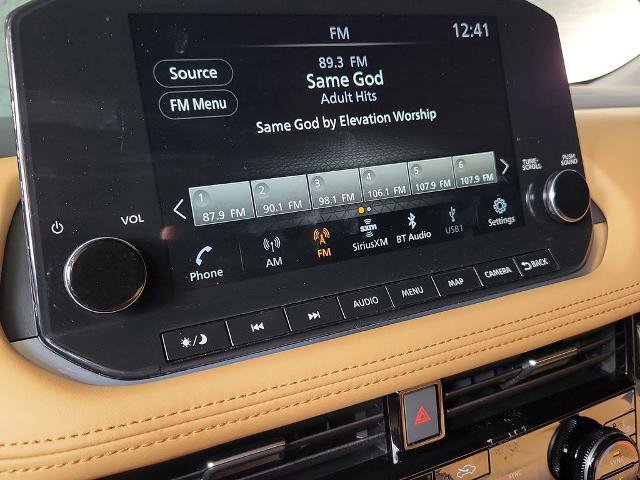 FM
12:41
Source
FM Menu
89.3 FM
Same God
Adult Hits
Same God by Elevation Worship
1 87.9 FM
2 90.1 FM
3 98.1 FM
4 106.1 FM
5 107.9 FM
6 107.9 FM
Phone
AM
FM
sxm
SiriusXM
BT Audio
USB1
Settings
VOL
TUNE·SCROLL
PUSH SOUND
AUDIO
MENU
MAP
CAMERA
BACK
SYNC
SYNC